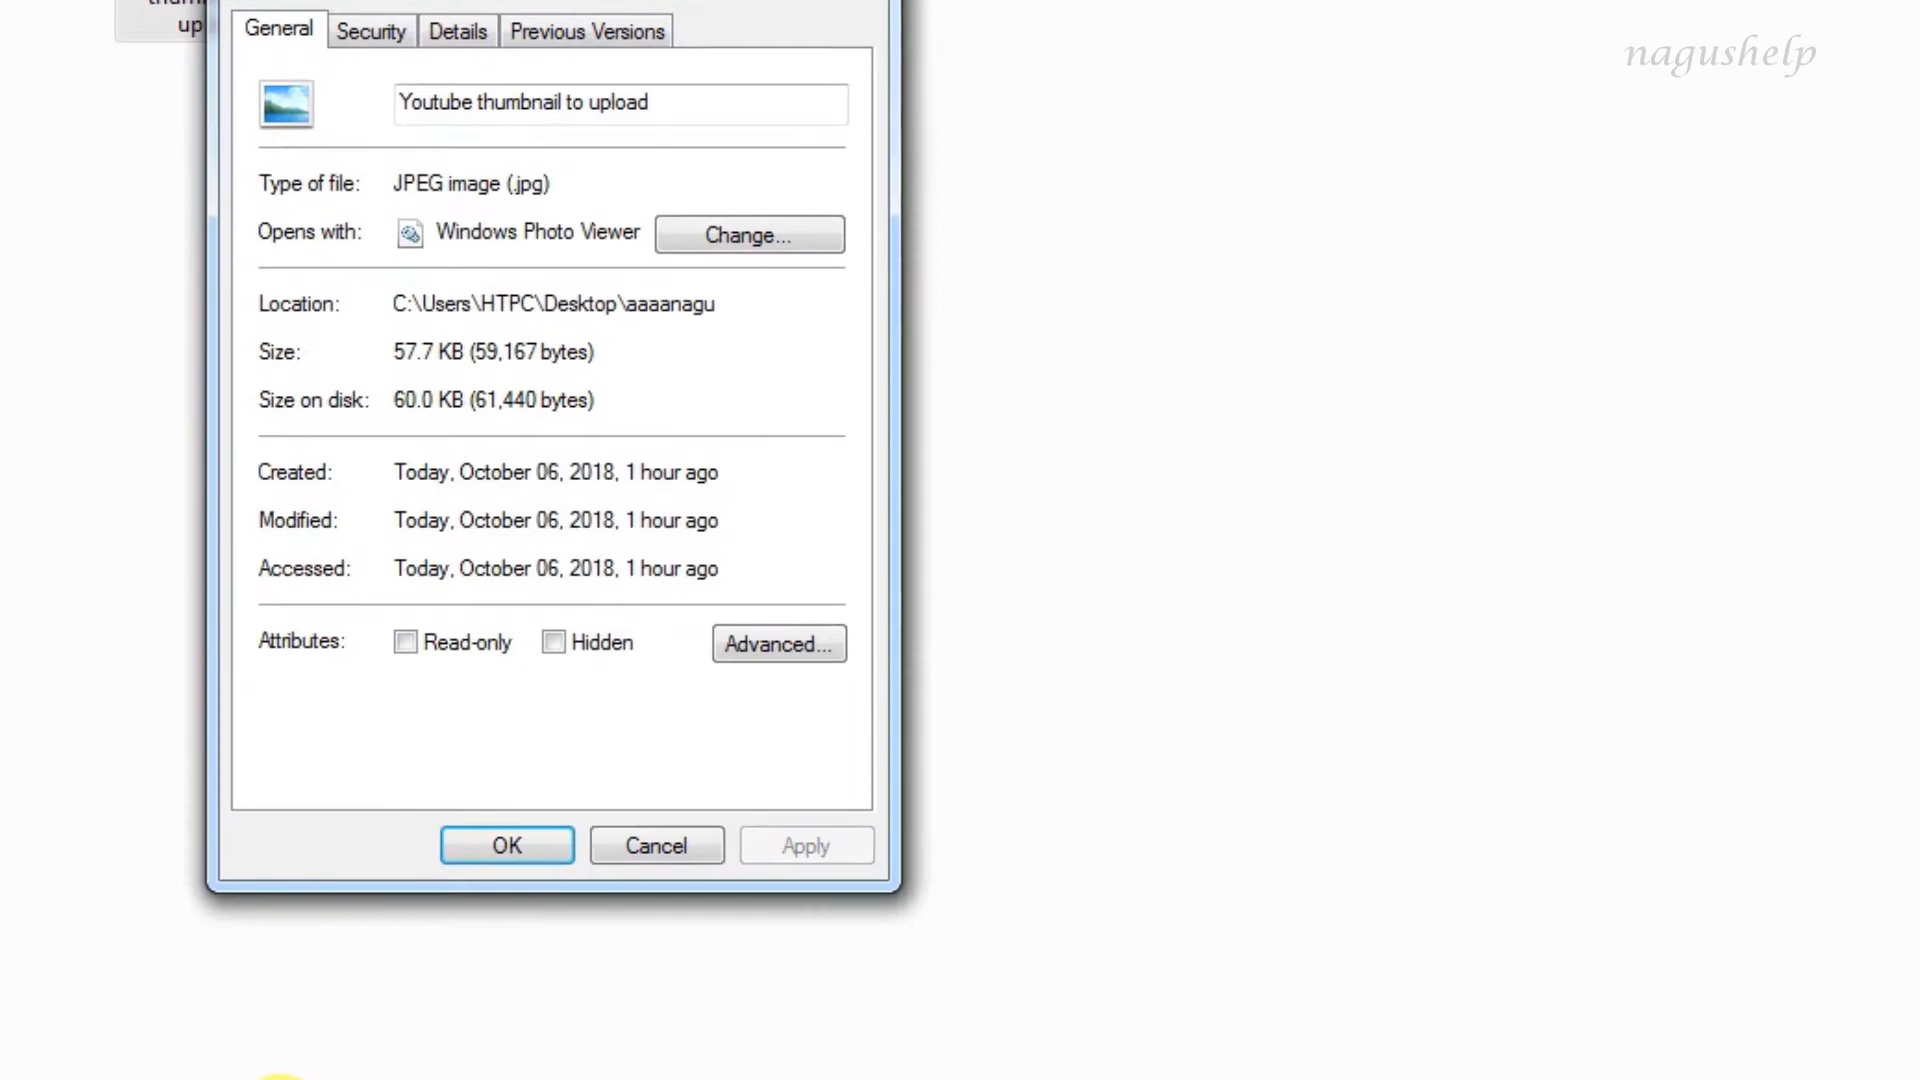 up
General Security Details Previous Versions
nagushelp
Youtube thumbnail to upload
Type of file: JPEG image (.jpg)
Opens with: Windows Photo Viewer Change...
Location: C:\Users\HTPC\Desktop\aaaanagu
Size: 57.7 KB (59,167 bytes)
Size on disk: 60.0 KB (61,440 bytes)
Created: Today, October 06, 2018, 1 hour ago
Modified: Today, October 06, 2018, 1 hour ago
Accessed: Today, October 06, 2018, 1 hour ago
Attributes: Read-only Hidden Advanced...
OK Cancel Apply